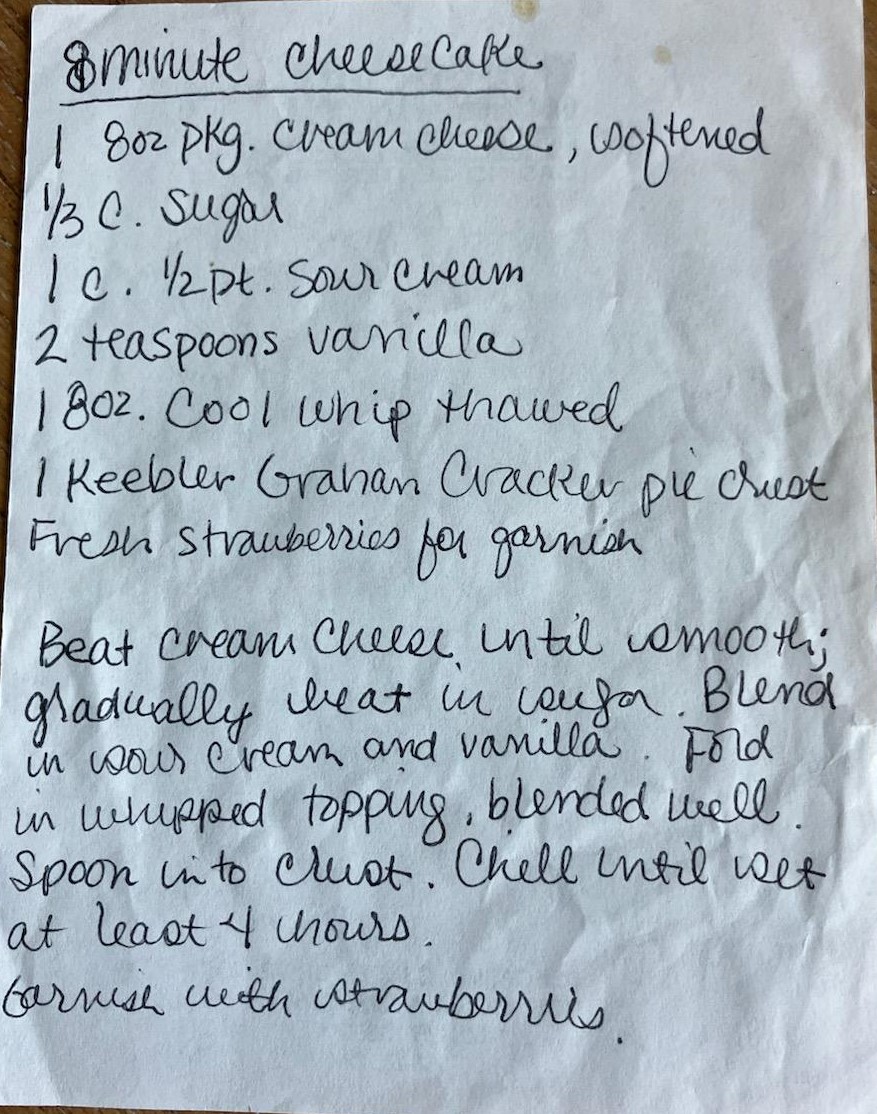 8 minute cheesecake
1 8oz pkg. cream cheese, softened
1/3 C. Sugar
1 c. 1/2 pt. Sour cream
2 teaspoons vanilla
1 8oz. Cool whip thawed
1 Keebler Grahan Cracker pie crust
Fresh strawberries for garnish
Beat cream cheese until smooth;
gradually beat in sugar. Blend
in sour cream and vanilla. Fold
in whipped topping, blended well.
Spoon into crust. Chill until set
at least 4 hours.
Garnish with strawberries.